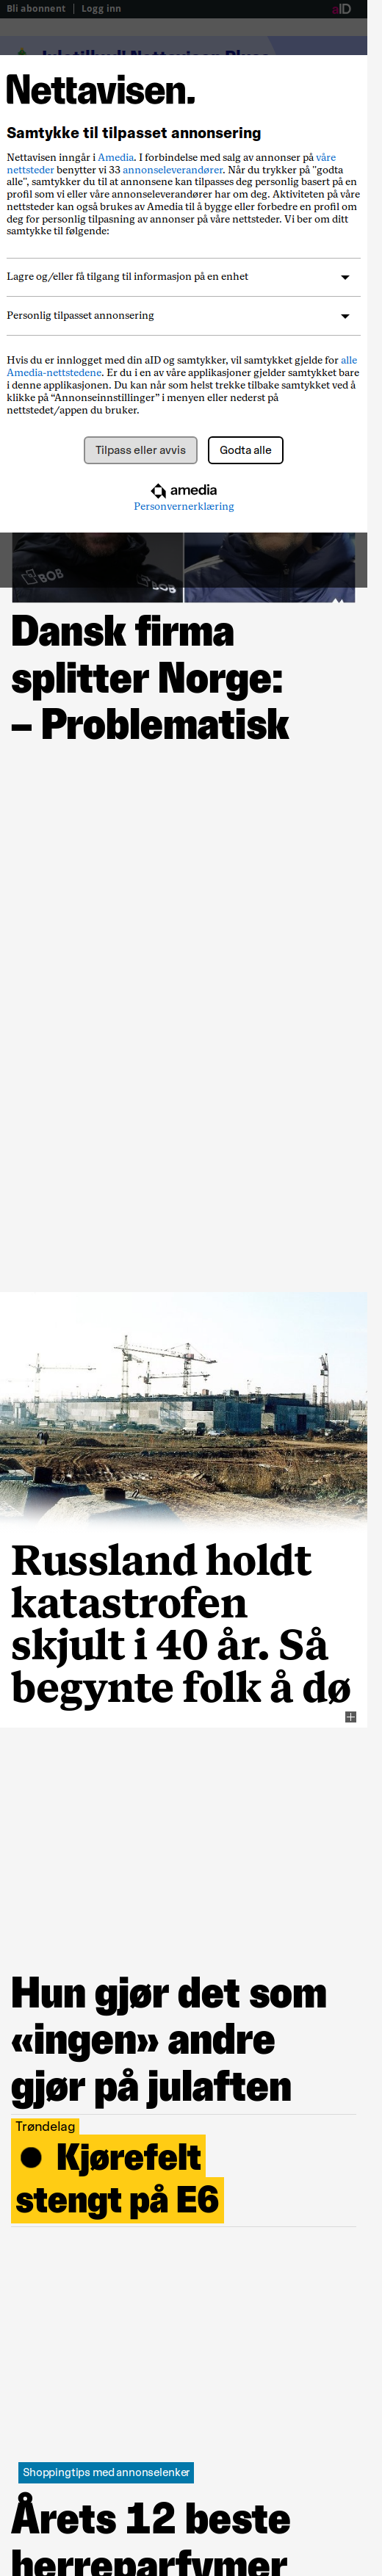 Bli abonnent | Logg inn
aID
Nettavisen.
Samtykke til tilpasset annonsering
Nettavisen inngår i Amedia. I forbindelse med salg av annonser på våre
nettsteder benytter vi 33 annonseleverandører. Når du trykker på "godta
alle", samtykker du til at annonsene kan tilpasses deg personlig basert på en
profil som vi eller våre annonseleverandører har om deg. Aktiviteten på våre
nettsteder kan også brukes av Amedia til å bygge eller forbedre en profil om
deg for personlig tilpasning av annonser på våre nettsteder. Vi ber om ditt
samtykke til følgende:
Lagre og/eller få tilgang til informasjon på en enhet
Personlig tilpasset annonsering
Hvis du er innlogget med din aID og samtykker, vil samtykket gjelde for alle
Amedia-nettstedene. Er du i en av våre applikasjoner gjelder samtykket bare
i denne applikasjonen. Du kan når som helst trekke tilbake samtykket ved å
klikke på “Annonseinnstillinger” i menyen eller nederst på
nettstedet/appen du bruker.
Tilpass eller avvis
Godta alle
amedia
Personvernerklæring
BOB
BOB
Dansk firma
splitter Norge:
– Problematisk
Russland holdt
katastrofen
skjult i 40 år. Så
begynte folk å dø
Hun gjør det som
«ingen» andre
gjør på julaften
Trøndelag
Kjørefelt
stengt på E6
Shoppingtips med annonselenker
Årets 12 beste
herreparfymer